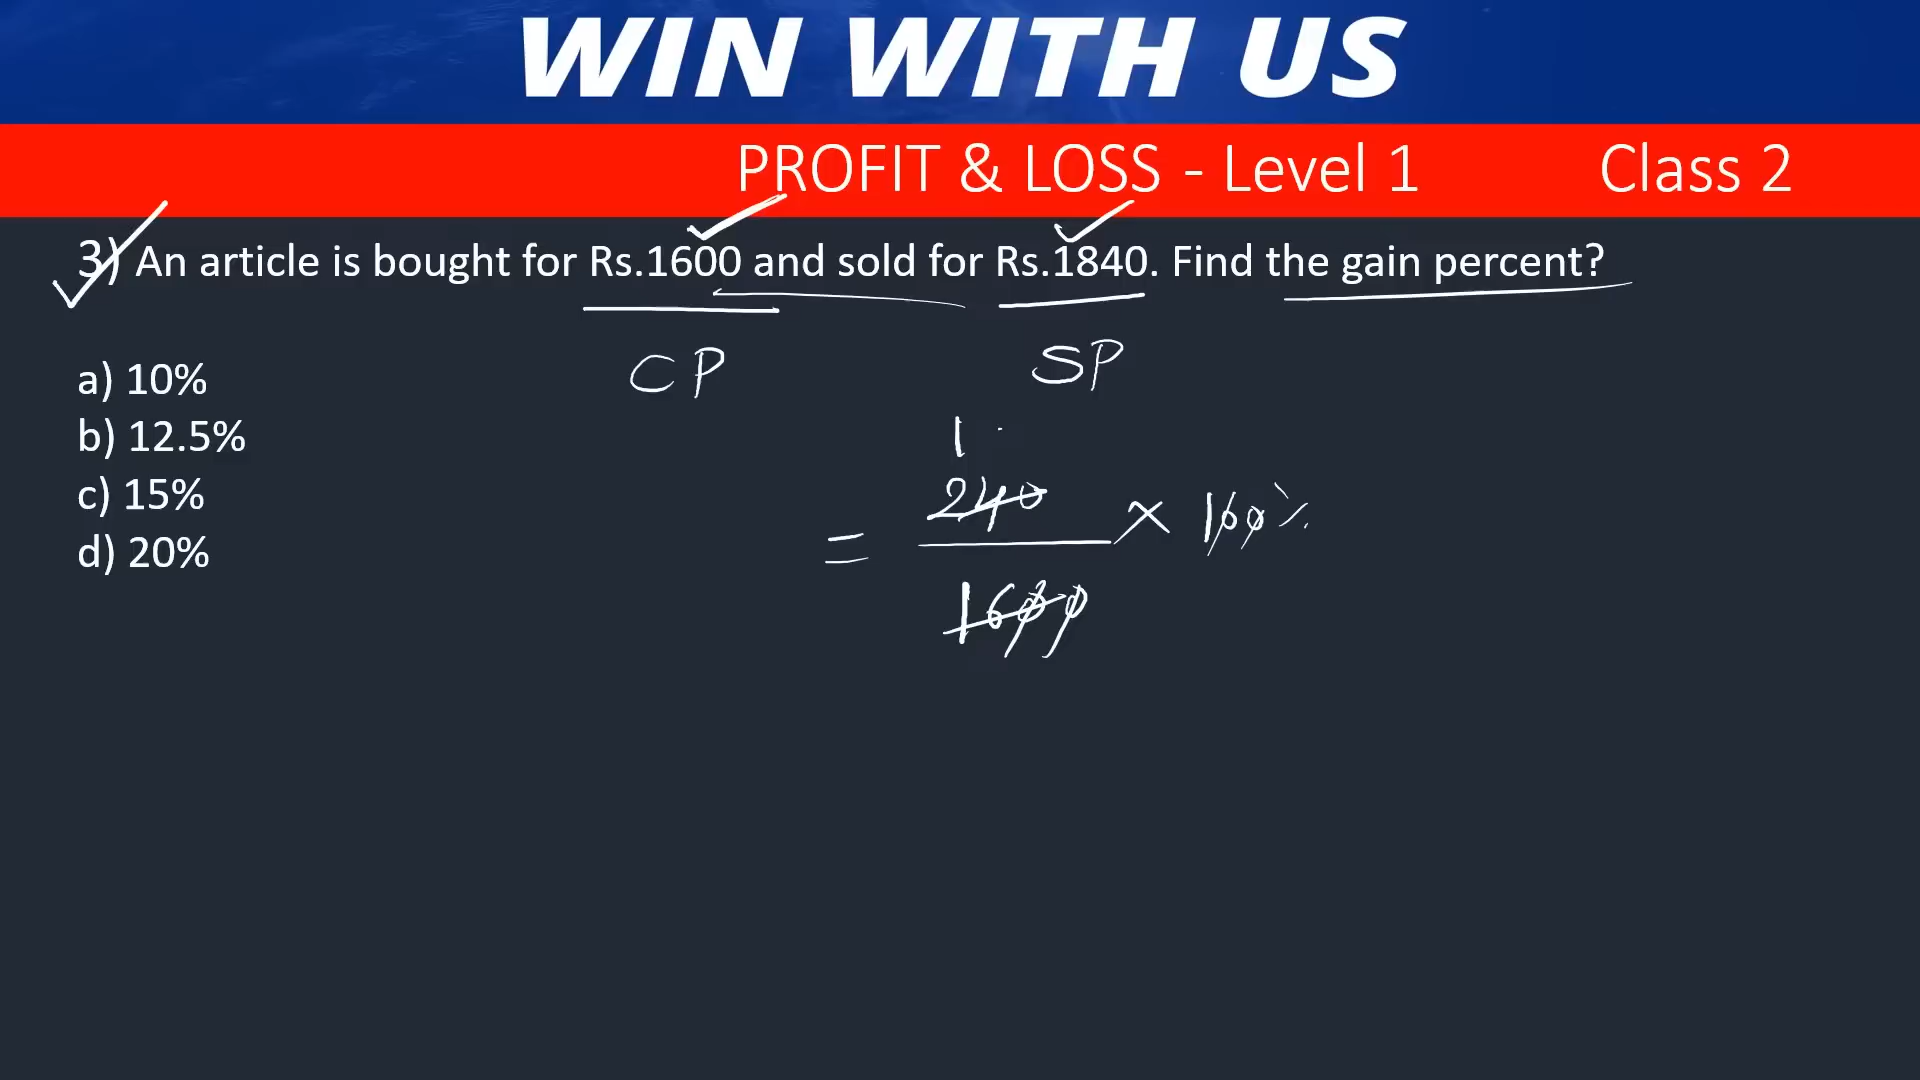 WIN WITH US
PROFIT & LOSS - Level 1 Class 2
3) An article is bought for Rs.1600 and sold for Rs.1840. Find the gain percent?
CP SP
a) 10%
b) 12.5%
c) 15%
d) 20%
1
= 240 × 100%
1600